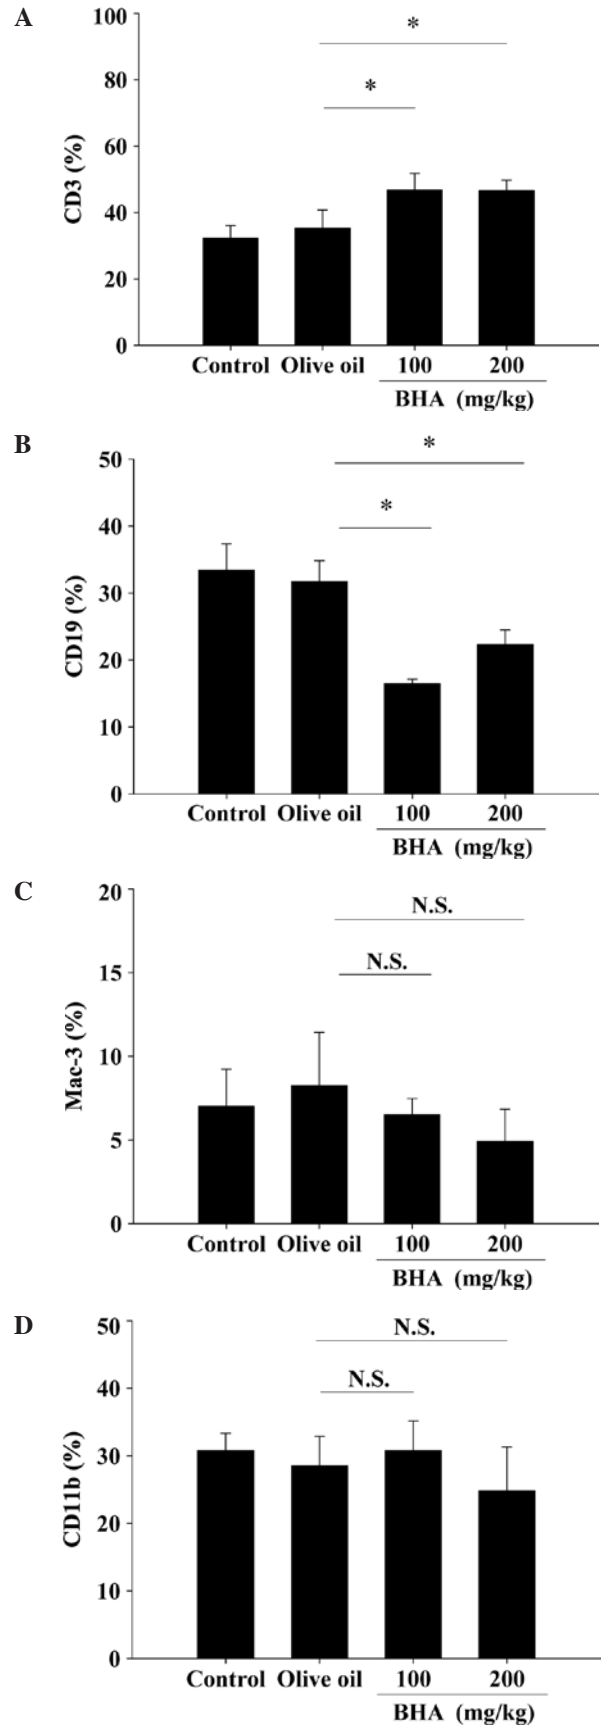 A
100
80
60
40
20
0
CD3 (%)
*
*
Control Olive oil 100 200
BHA (mg/kg)
B
50
40
30
20
10
0
CD19 (%)
*
*
Control Olive oil 100 200
BHA (mg/kg)
C
20
15
10
5
0
Mac-3 (%)
N.S.
N.S.
Control Olive oil 100 200
BHA (mg/kg)
D
50
40
30
20
10
0
CD11b (%)
N.S.
N.S.
Control Olive oil 100 200
BHA (mg/kg)